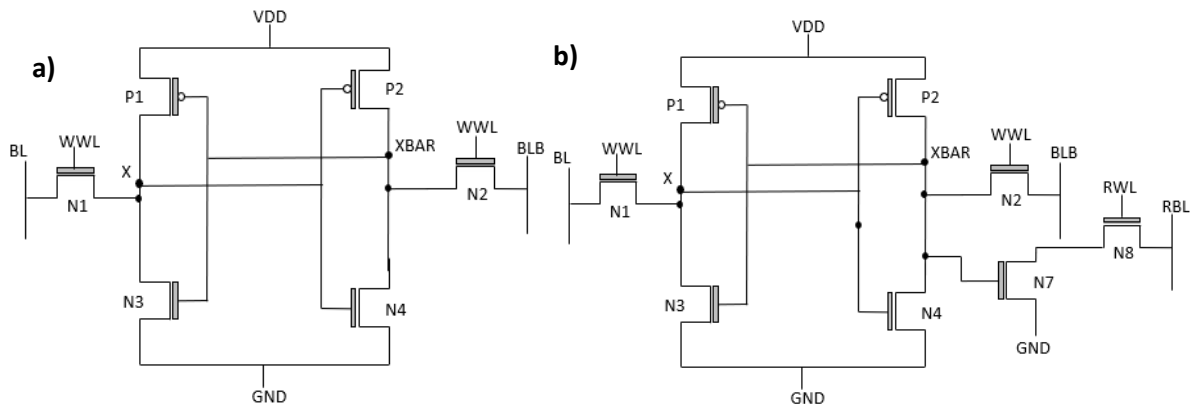 a)
VDD
P1
P2
WWL
BL
X
N1
XBAR
WWL
BLB
N2
N3
N4
GND
b)
VDD
P1
P2
WWL
BL
X
N1
XBAR
WWL
BLB
N2
RWL
RBL
N8
N7
N3
N4
GND
GND